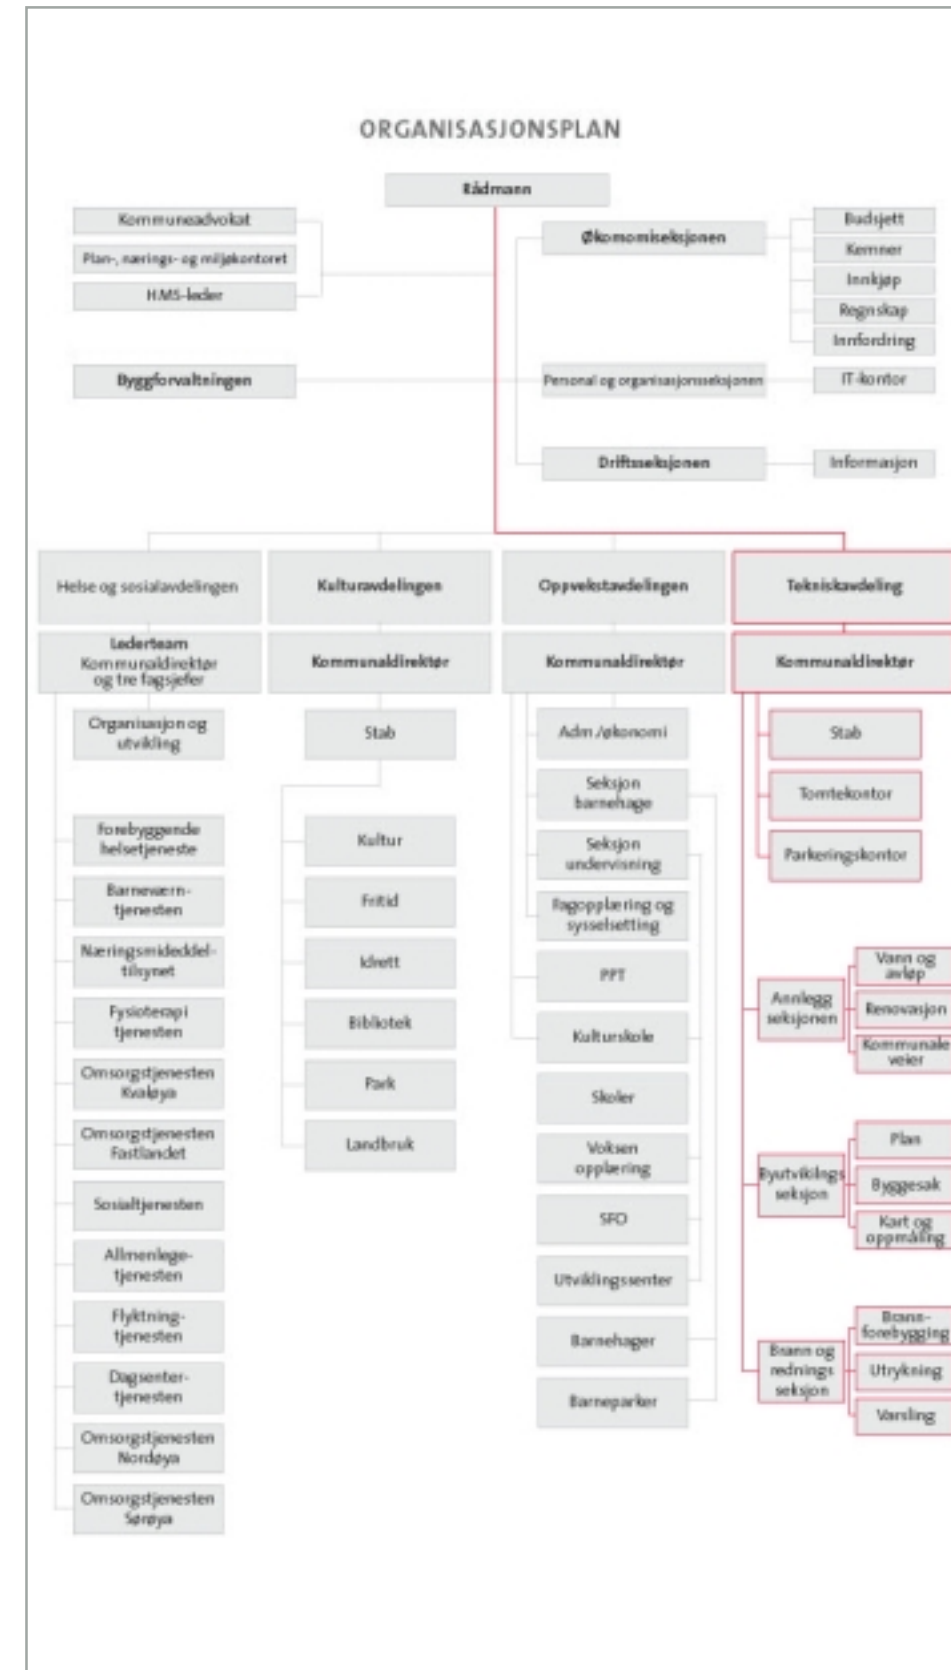 ORGANISASJONSPLAN
Rådmann
Kommuneadvokat
Plan-, nærings- og miljøkontoret
HMS-leder
Byggforvaltningen
Økomomiseksjonen
Budsjett
Kemner
Innkjøp
Regnskap
Innfordring
Personal og organisasjonsseksjonen
IT-kontor
Driftsseksjonen
Informasjon
Helse og sosialavdelingen
Lederteam
Kommunaldirektør
og tre fagsjefer
Organisasjon og
utvikling
Forebyggende
helsetjeneste
Barnevern-
tjenesten
Næringsmideddel-
tilsynet
Fysioterapi
tjenesten
Omsorgstjenesten
Kvaløya
Omsorgstjenesten
Fastlandet
Sosialtjenesten
Allmenlege-
tjenesten
Flyktning-
tjenesten
Dagsenter-
tjenesten
Omsorgstjenesten
Nordøya
Omsorgstjenesten
Sørøya
Kulturavdelingen
Kommunaldirektør
Stab
Kultur
Fritid
Idrett
Bibliotek
Park
Landbruk
Oppvekstavdelingen
Kommunaldirektør
Adm./økonomi
Seksjon
barnehage
Seksjon
undervisning
Fagopplæring og
sysselsetting
PPT
Kulturskole
Skoler
Voksen
opplæring
SFO
Utviklingssenter
Barnehager
Barneparker
Tekniskavdeling
Kommunaldirektør
Stab
Tomtekontor
Parkeringskontor
Annlegg
seksjonen
Vann og
avløp
Renovasjon
Kommunale
veier
Byutvikilngs
seksjon
Plan
Byggesak
Kart og
oppmåling
Brann og
rednings
seksjon
Brann-
forebygging
Utrykning
Varsling